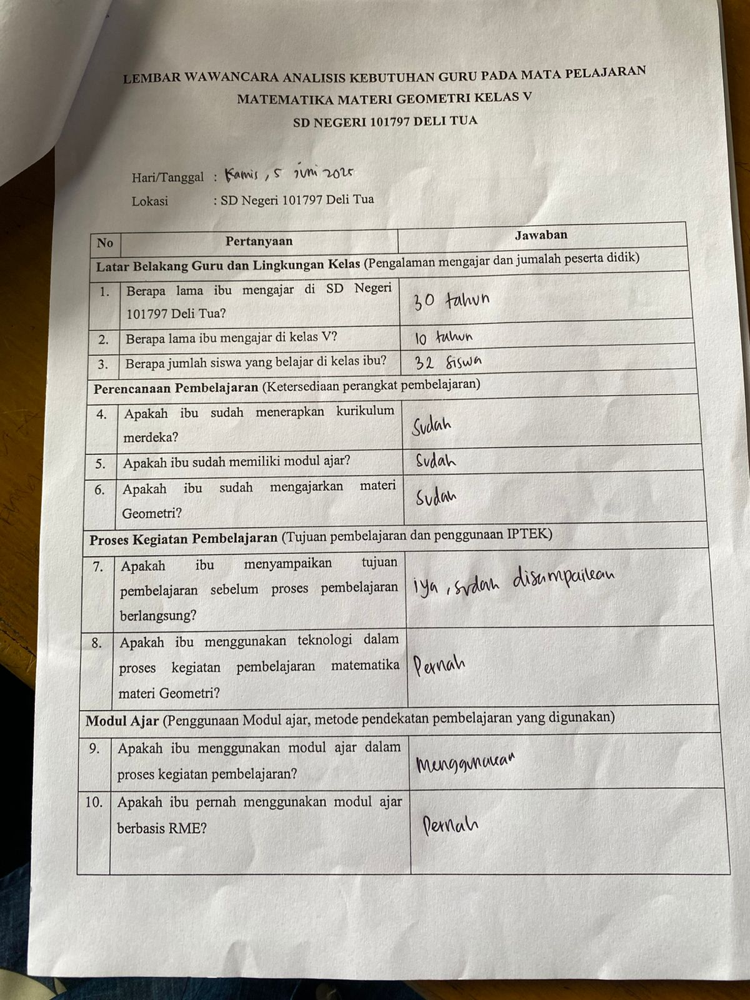 LEMBAR WAWANCARA ANALISIS KEBUTUHAN GURU PADA MATA PELAJARAN
MATEMATIKA MATERI GEOMETRI KELAS V
SD NEGERI 101797 DELI TUA
Hari/Tanggal : Kamis, 5 juni 2025
Lokasi : SD Negeri 101797 Deli Tua
No Pertanyaan Jawaban
Latar Belakang Guru dan Lingkungan Kelas (Pengalaman mengajar dan jumalah peserta didik)
1. Berapa lama ibu mengajar di SD Negeri
101797 Deli Tua?
30 tahun
2. Berapa lama ibu mengajar di kelas V? 10 tahun
3. Berapa jumlah siswa yang belajar di kelas ibu? 32 siswa
Perencanaan Pembelajaran (Ketersediaan perangkat pembelajaran)
4. Apakah ibu sudah menerapkan kurikulum
merdeka?
Sudah
5. Apakah ibu sudah memiliki modul ajar? Sudah
6. Apakah ibu sudah mengajarkan materi
Geometri?
Sudah
Proses Kegiatan Pembelajaran (Tujuan pembelajaran dan penggunaan IPTEK)
7. Apakah ibu menyampaikan tujuan
pembelajaran sebelum proses pembelajaran
berlangsung?
iya, sudah disampaikan
8. Apakah ibu menggunakan teknologi dalam
proses kegiatan pembelajaran matematika
materi Geometri?
Pernah
Modul Ajar (Penggunaan Modul ajar, metode pendekatan pembelajaran yang digunakan)
9. Apakah ibu menggunakan modul ajar dalam
proses kegiatan pembelajaran?
menggunakan
10. Apakah ibu pernah menggunakan modul ajar
berbasis RME?
Pernah